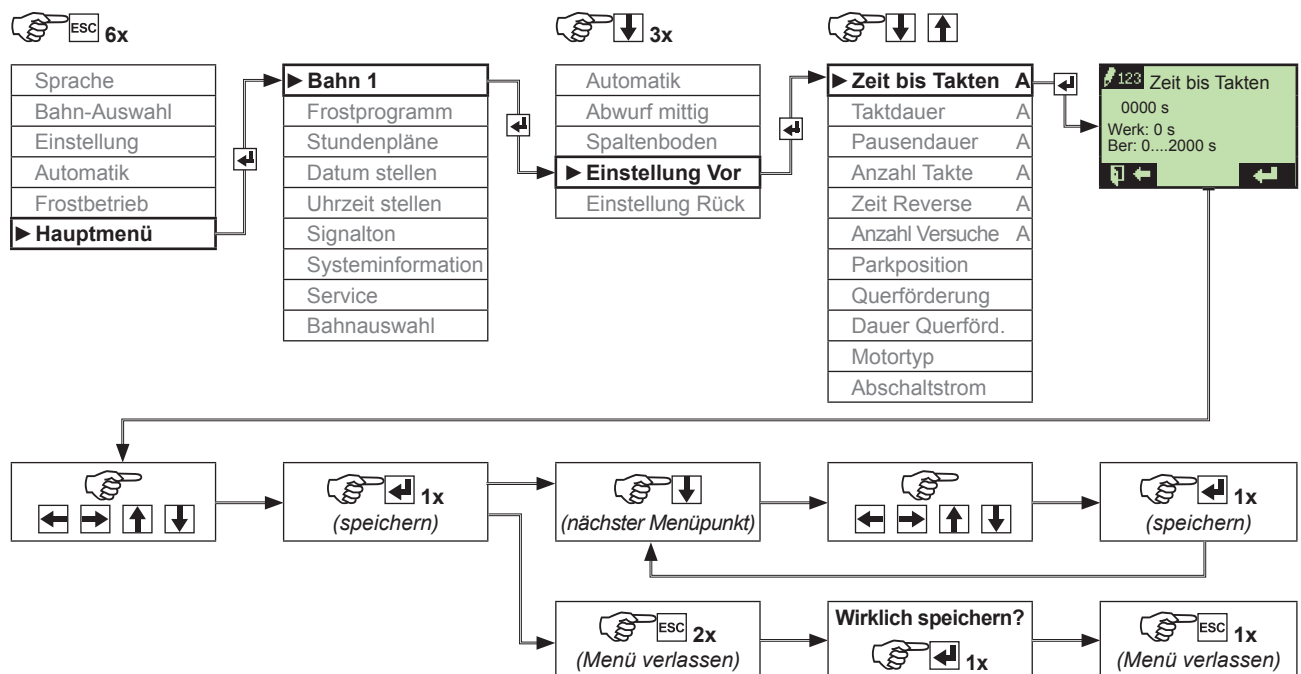 ESC 6x
Sprache
Bahn-Auswahl
Einstellung
Automatik
Frostbetrieb
Hauptmenü
Bahn 1
Frostprogramm
Stundenpläne
Datum stellen
Uhrzeit stellen
Signalton
Systeminformation
Service
Bahnauswahl
3x
Automatik
Abwurf mittig
Spaltenboden
Einstellung Vor
Einstellung Rück
Zeit bis Takten A
Taktdauer A
Pausendauer A
Anzahl Takte A
Zeit Reverse A
Anzahl Versuche A
Parkposition
Querförderung
Dauer Querförd.
Motortyp
Abschaltstrom
123 Zeit bis Takten
0000 s
Werk: 0 s
Ber: 0....2000 s
1x
(speichern)
(nächster Menüpunkt)
1x
(speichern)
ESC 2x
(Menü verlassen)
Wirklich speichern?
1x
ESC 1x
(Menü verlassen)